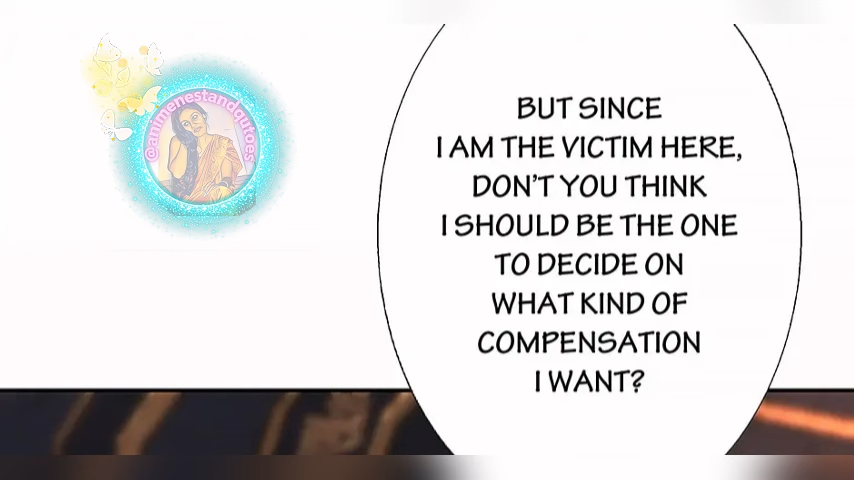 @animenestandqutoes
BUT SINCE
I AM THE VICTIM HERE,
DON'T YOU THINK
I SHOULD BE THE ONE
TO DECIDE ON
WHAT KIND OF
COMPENSATION
I WANT?